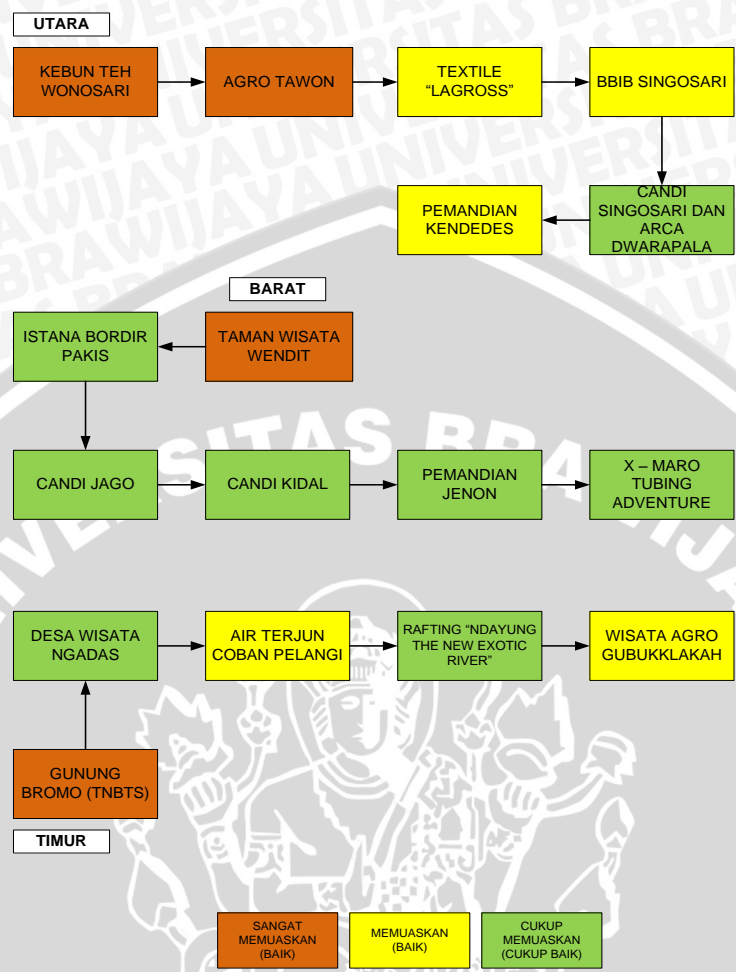 UTARA
KEBUN TEH
WONOSARI
AGRO TAWON
TEXTILE
“LAGROSS”
BBIB SINGOSARI
CANDI
SINGOSARI DAN
ARCA
DWARAPALA
PEMANDIAN
KENDEDES
BARAT
ISTANA BORDIR
PAKIS
TAMAN WISATA
WENDIT
CANDI JAGO
CANDI KIDAL
PEMANDIAN
JENON
X – MARO
TUBING
ADVENTURE
DESA WISATA
NGADAS
AIR TERJUN
COBAN PELANGI
RAFTING “NDAYUNG
THE NEW EXOTIC
RIVER”
WISATA AGRO
GUBUKKLAKAH
GUNUNG
BROMO (TNBTS)
TIMUR
SANGAT
MEMUASKAN
(BAIK)
MEMUASKAN
(BAIK)
CUKUP
MEMUASKAN
(CUKUP BAIK)